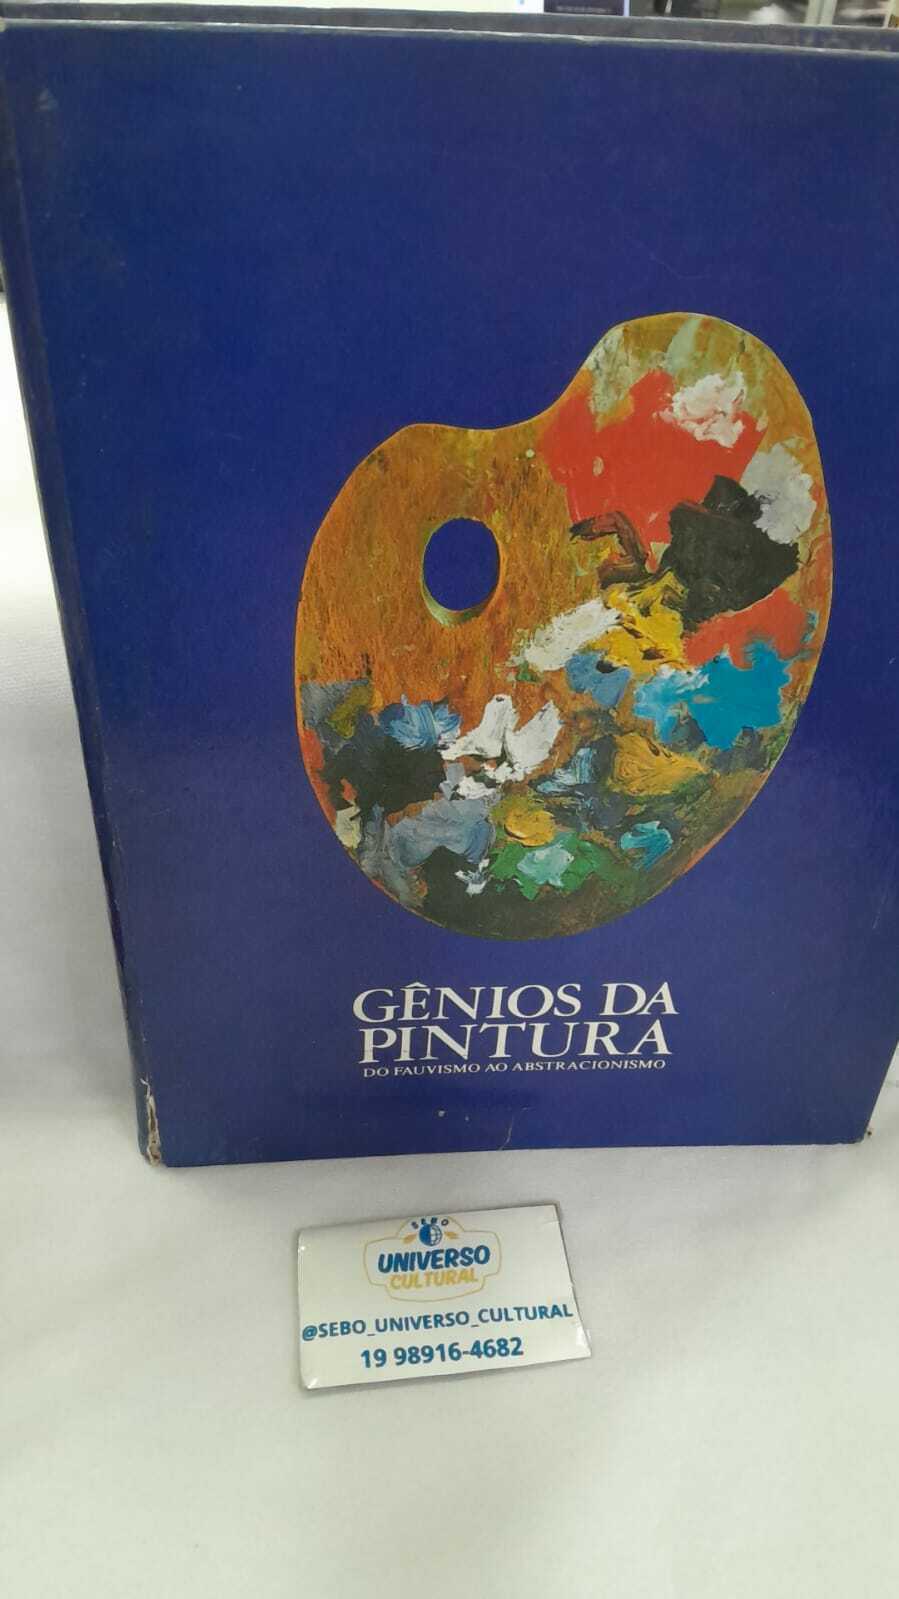 GÊNIOS DA
PINTURA
DO FAUVISMO AO ABSTRACIONISMO
SEBO
UNIVERSO
CULTURAL
@SEBO_UNIVERSO_CULTURAL
19 98916-4682